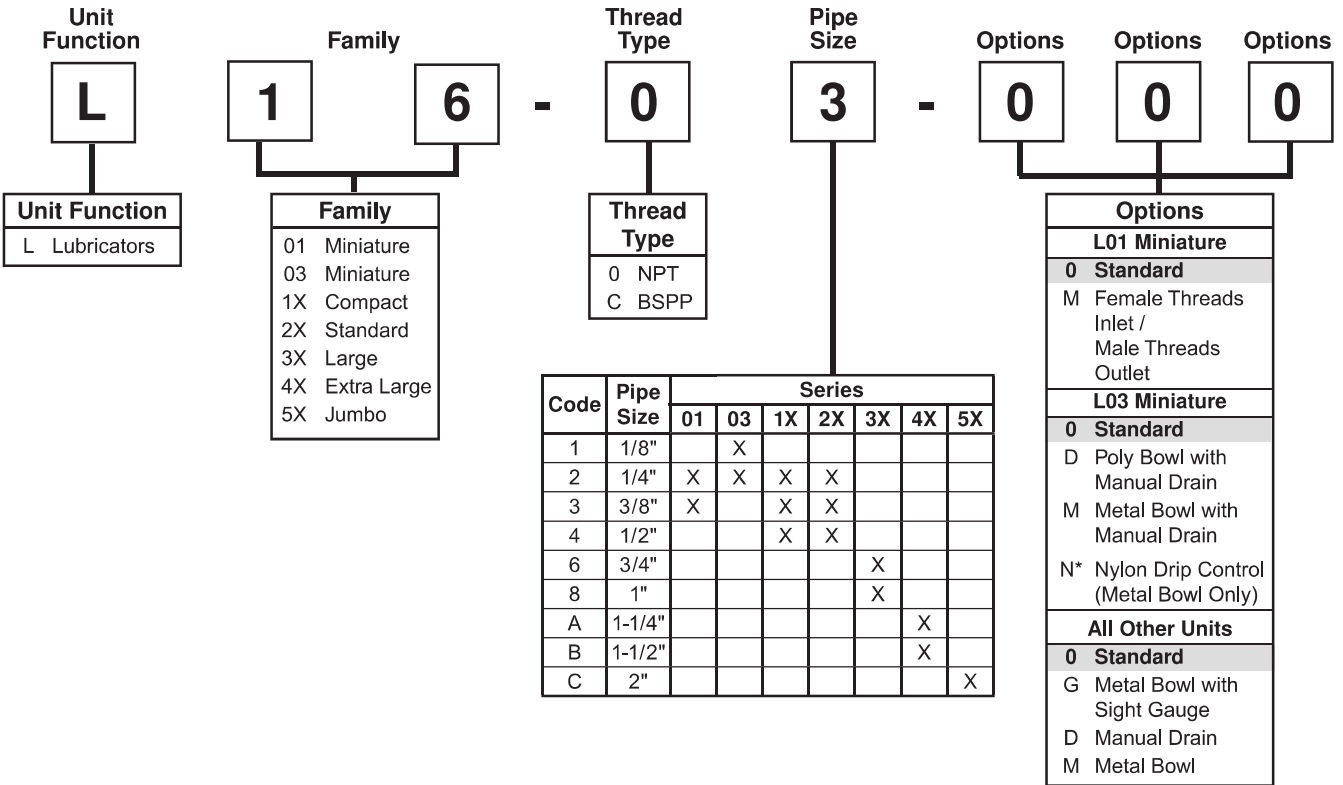 Unit
Function
Family
Thread
Type
Pipe
Size
Options
Options
Options
L
1
6
-
0
3
-
0
0
0
Unit Function
L Lubricators
Family
01 Miniature
03 Miniature
1X Compact
2X Standard
3X Large
4X Extra Large
5X Jumbo
Thread
Type
0 NPT
C BSPP
Code
Pipe
Size
Series
01 03 1X 2X 3X 4X 5X
1 1/8" X
2 1/4" X X X X
3 3/8" X X X
4 1/2" X X
6 3/4" X
8 1" X
A 1-1/4" X
B 1-1/2" X
C 2" X
Options
L01 Miniature
0 Standard
M Female Threads
Inlet /
Male Threads
Outlet
L03 Miniature
0 Standard
D Poly Bowl with
Manual Drain
M Metal Bowl with
Manual Drain
N* Nylon Drip Control
(Metal Bowl Only)
All Other Units
0 Standard
G Metal Bowl with
Sight Gauge
D Manual Drain
M Metal Bowl